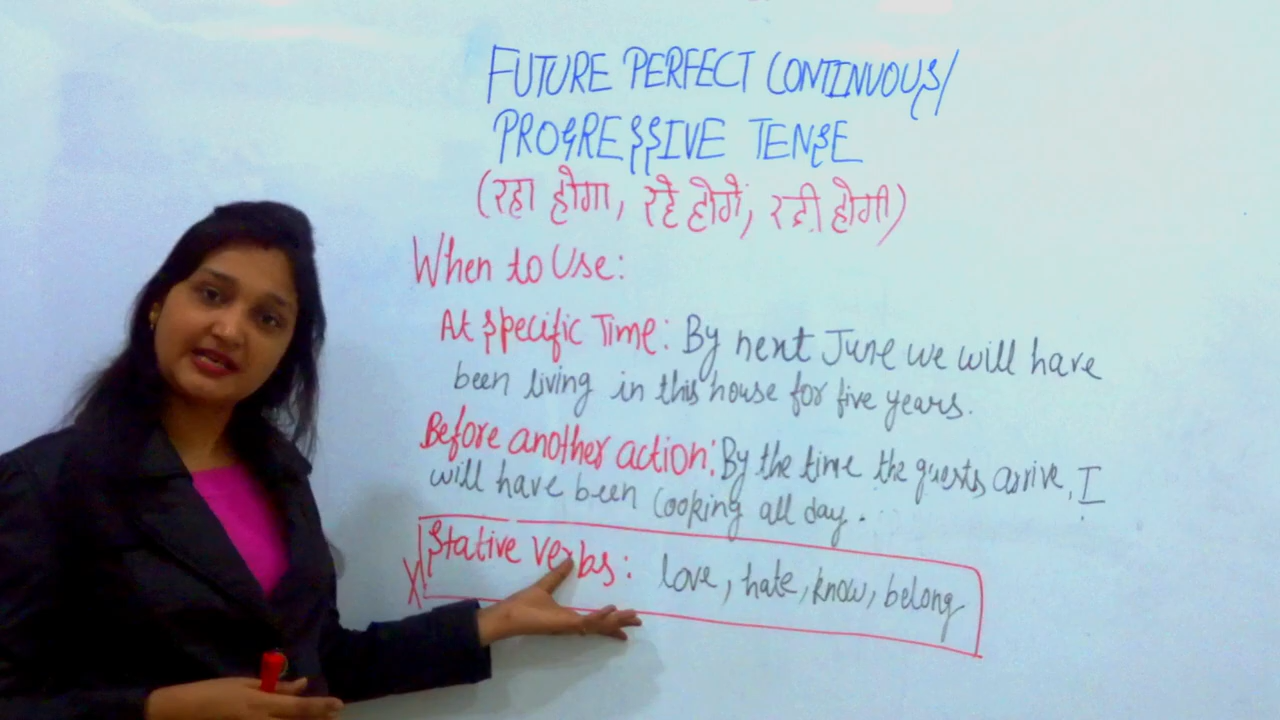 FUTURE PERFECT CONTINUOUS/
PROGRESSIVE TENSE
(रहा होगा, रहे होगें, रही होगी)
When to Use:
At Specific Time: By next June we will have
been living in this house for five years.
Before another action: By the time the guests arrive, I
will have been cooking all day.
X Stative verbs: love, hate, know, belong